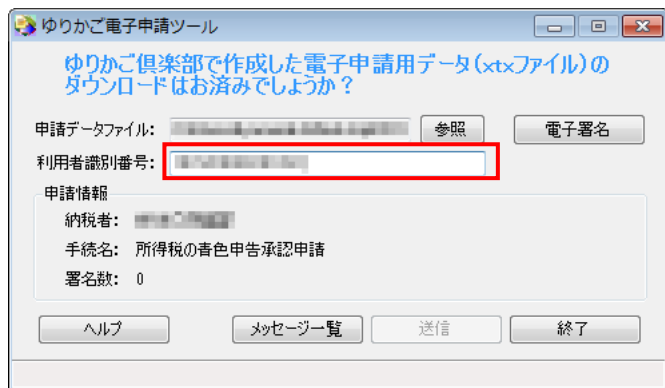 ゆりかご電子申請ツール
ゆりかご倶楽部で作成した電子申請用データ(xtxファイル)の
ダウンロードはお済みでしょうか?
申請データファイル: 参照 電子署名
利用者識別番号:
申請情報
納税者:
手続名: 所得税の青色申告承認申請
署名数: 0
ヘルプ メッセージ一覧 送信 終了